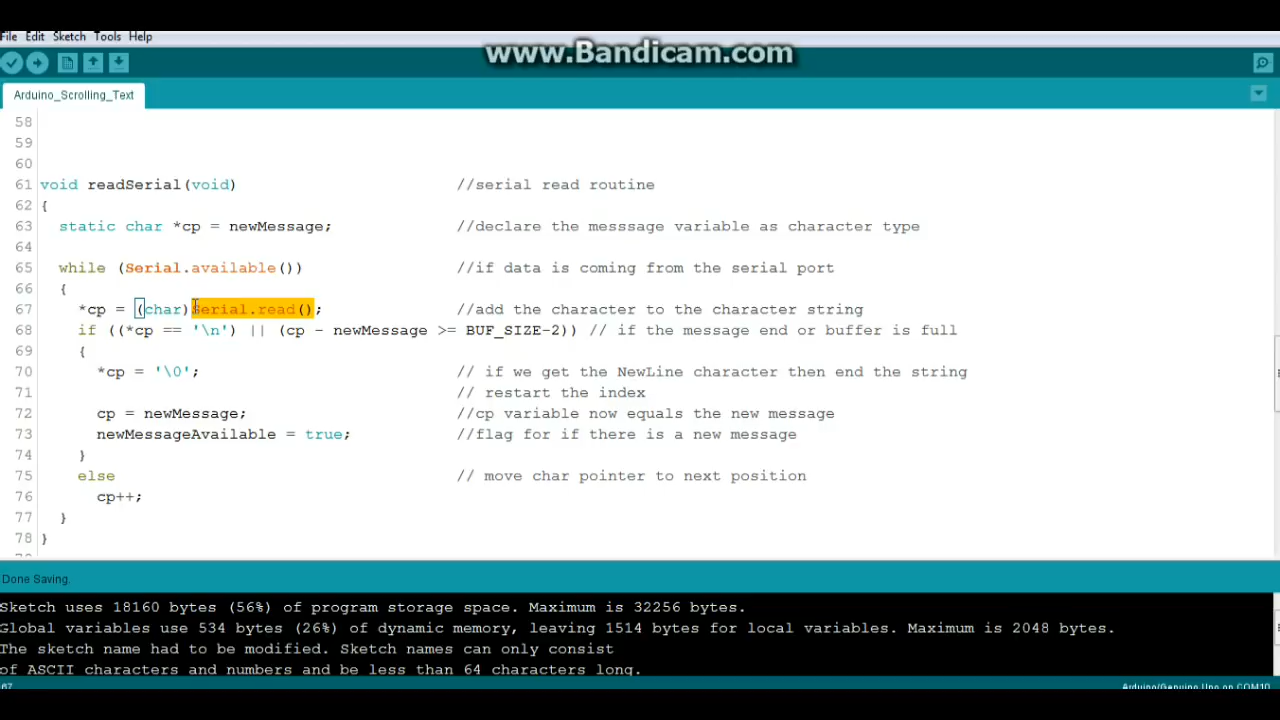 www.Bandicam.com
File Edit Sketch Tools Help
Arduino_Scrolling_Text
58
59
60
61 void readSerial(void) //serial read routine
62 {
63 static char *cp = newMessage; //declare the messsage variable as character type
64
65 while (Serial.available()) //if data is coming from the serial port
66 {
67 *cp = (char)Serial.read(); //add the character to the character string
68 if ((*cp == '\n') || (cp - newMessage >= BUF_SIZE-2)) // if the message end or buffer is full
69 {
70 *cp = '\0'; // if we get the NewLine character then end the string
71 // restart the index
72 cp = newMessage; //cp variable now equals the new message
73 newMessageAvailable = true; //flag for if there is a new message
74 }
75 else // move char pointer to next position
76 cp++;
77 }
78 }
Done Saving.
Sketch uses 18160 bytes (56%) of program storage space. Maximum is 32256 bytes.
Global variables use 534 bytes (26%) of dynamic memory, leaving 1514 bytes for local variables. Maximum is 2048 bytes.
The sketch name had to be modified. Sketch names can only consist
of ASCII characters and numbers and be less than 64 characters long.
67 Arduino/Genuino Uno on COM10